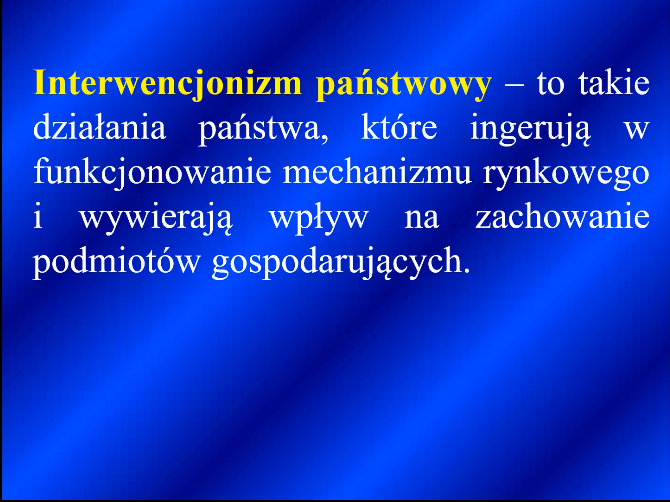 Interwencjonizm państwowy – to takie
działania państwa, które ingerują w
funkcjonowanie mechanizmu rynkowego
i wywierają wpływ na zachowanie
podmiotów gospodarujących.